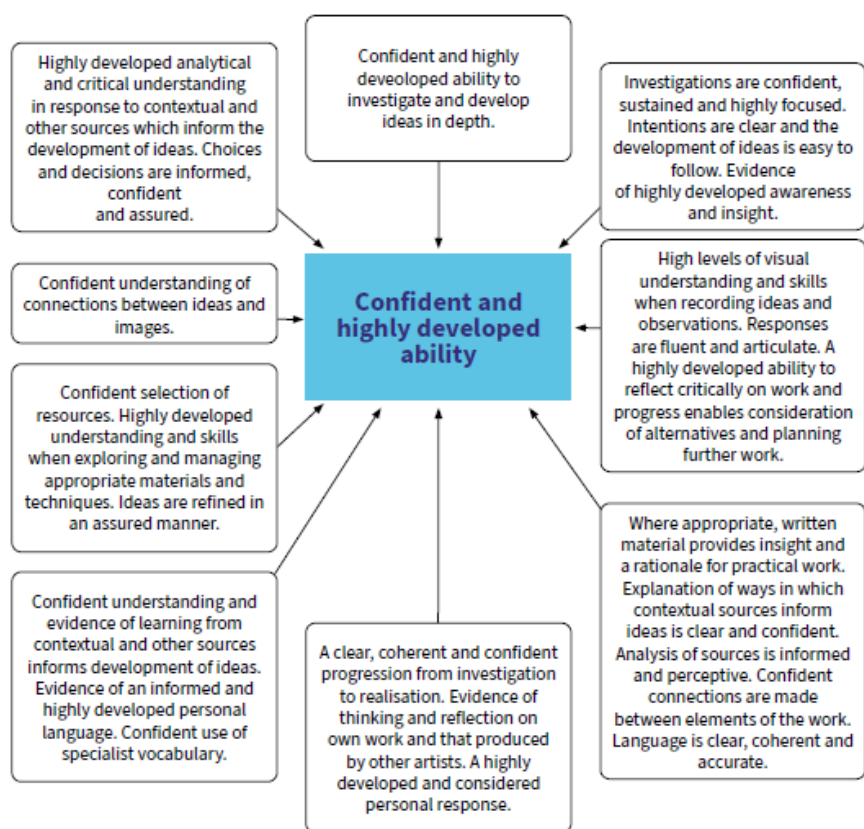 Highly developed analytical
and critical understanding
in response to contextual and
other sources which inform the
development of ideas. Choices
and decisions are informed,
confident
and assured.
Confident and highly
deveoloped ability to
investigate and develop
ideas in depth.
Investigations are confident,
sustained and highly focused.
Intentions are clear and the
development of ideas is easy to
follow. Evidence
of highly developed awareness
and insight.
Confident understanding of
connections between ideas and
images.
Confident and
highly developed
ability
High levels of visual
understanding and skills
when recording ideas and
observations. Responses
are fluent and articulate. A
highly developed ability to
reflect critically on work and
progress enables consideration
of alternatives and planning
further work.
Confident selection of
resources. Highly developed
understanding and skills
when exploring and managing
appropriate materials and
techniques. Ideas are refined in
an assured manner.
Confident understanding and
evidence of learning from
contextual and other sources
informs development of ideas.
Evidence of an informed and
highly developed personal
language. Confident use of
specialist vocabulary.
A clear, coherent and confident
progression from investigation
to realisation. Evidence of
thinking and reflection on
own work and that produced
by other artists. A highly
developed and considered
personal response.
Where appropriate, written
material provides insight and
a rationale for practical work.
Explanation of ways in which
contextual sources inform
ideas is clear and confident.
Analysis of sources is informed
and perceptive. Confident
connections are made
between elements of the work.
Language is clear, coherent and
accurate.